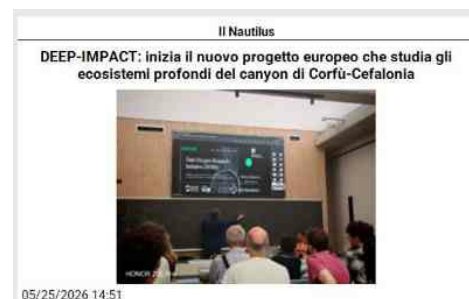 Il Nautilus
DEEP-IMPACT: inizia il nuovo progetto europeo che studia gli
ecosistemi profondi del canyon di Corfù-Cefalonia
HONOR
05/25/2026 14:51